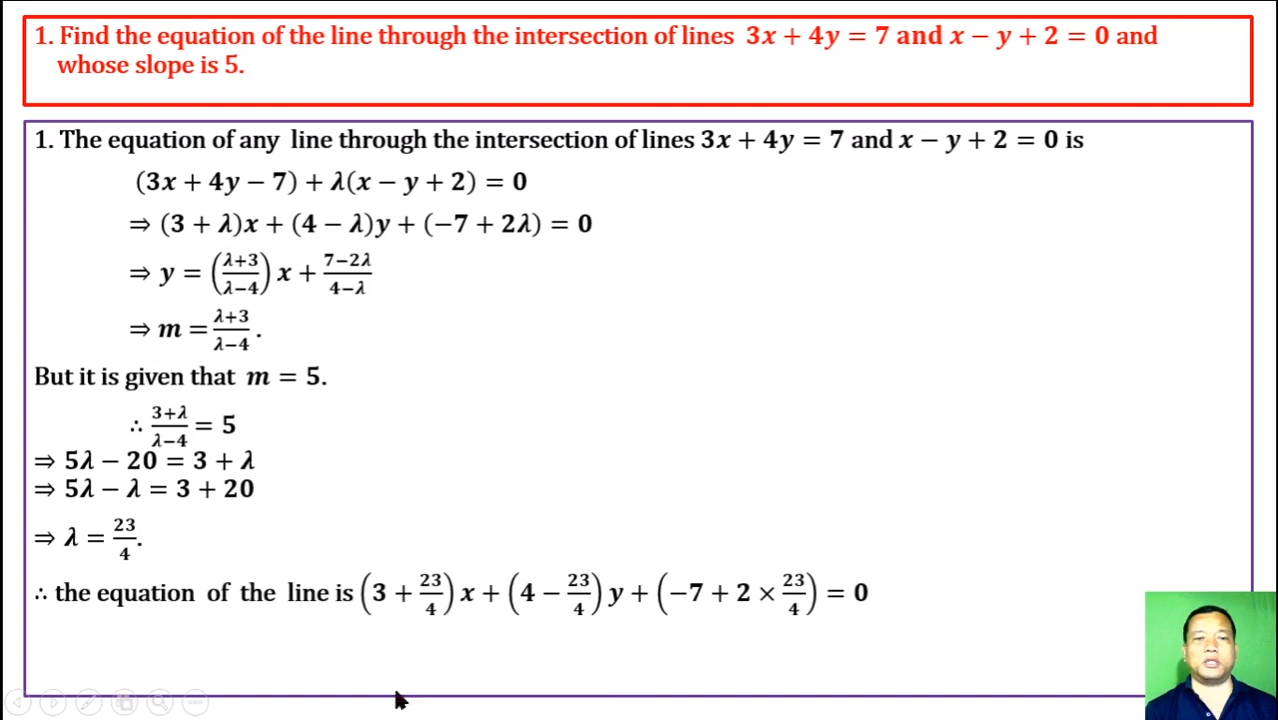 1. Find the equation of the line through the intersection of lines 3x + 4y = 7 and x − y + 2 = 0 and
whose slope is 5.
1. The equation of any line through the intersection of lines 3x + 4y = 7 and x − y + 2 = 0 is
(3x + 4y − 7) + λ(x − y + 2) = 0
⇒ (3 + λ)x + (4 − λ)y + (−7 + 2λ) = 0
⇒ y = ((λ+3)/(λ−4)) x + (7−2λ)/(4−λ)
⇒ m = (λ+3)/(λ−4) .
But it is given that m = 5.
∴ (3+λ)/(λ−4) = 5
⇒ 5λ − 20 = 3 + λ
⇒ 5λ − λ = 3 + 20
⇒ λ = 23/4.
∴ the equation of the line is (3 + 23/4) x + (4 − 23/4) y + (−7 + 2 × 23/4) = 0